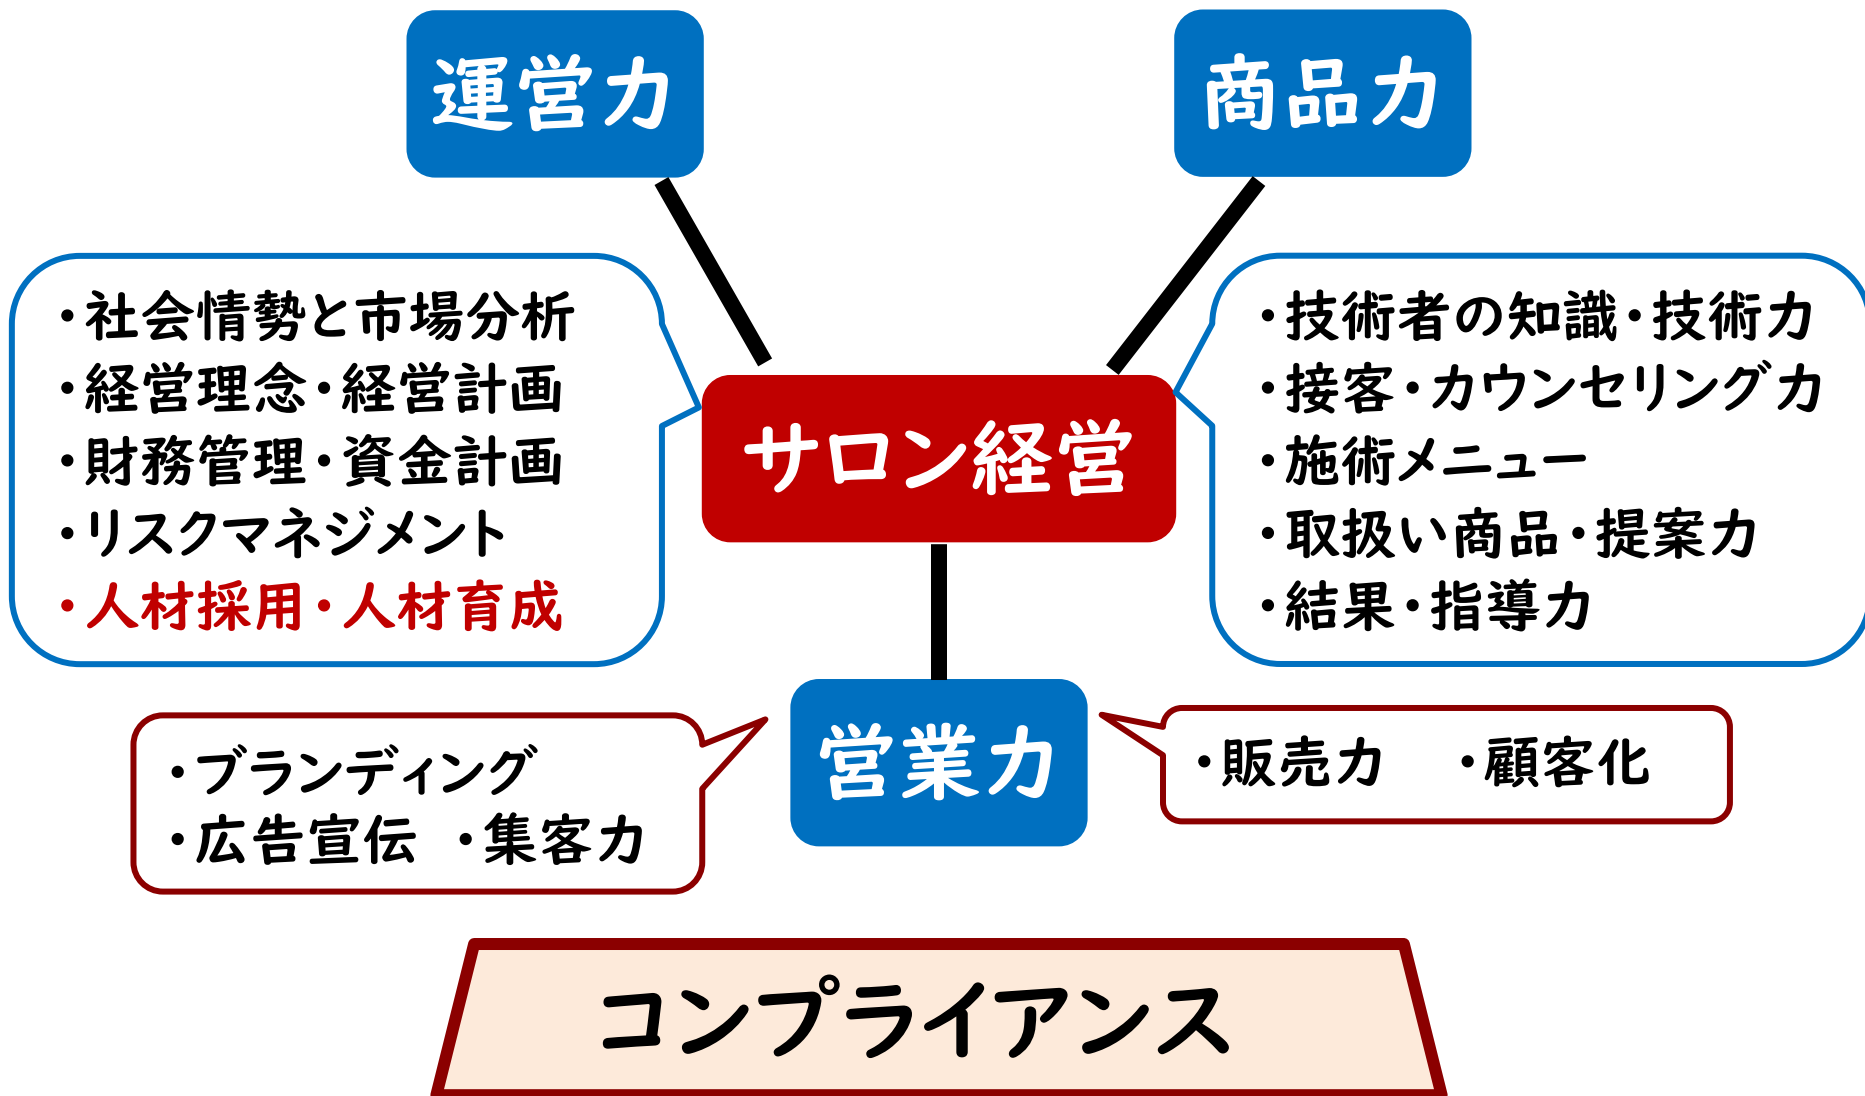 運営力
商品力
・社会情勢と市場分析
・経営理念・経営計画
・財務管理・資金計画
・リスクマネジメント
・人材採用・人材育成
サロン経営
・技術者の知識・技術力
・接客・カウンセリング力
・施術メニュー
・取扱い商品・提案力
・結果・指導力
・ブランディング
・広告宣伝 ・集客力
営業力
・販売力 ・顧客化
コンプライアンス